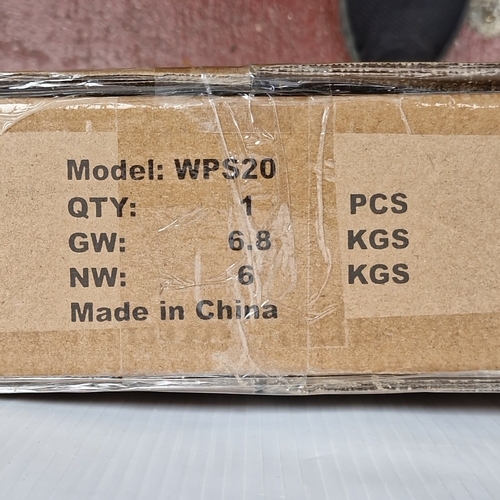 Model: WPS20
QTY: 1 PCS
GW: 6.8 KGS
NW: 6 KGS
Made in China